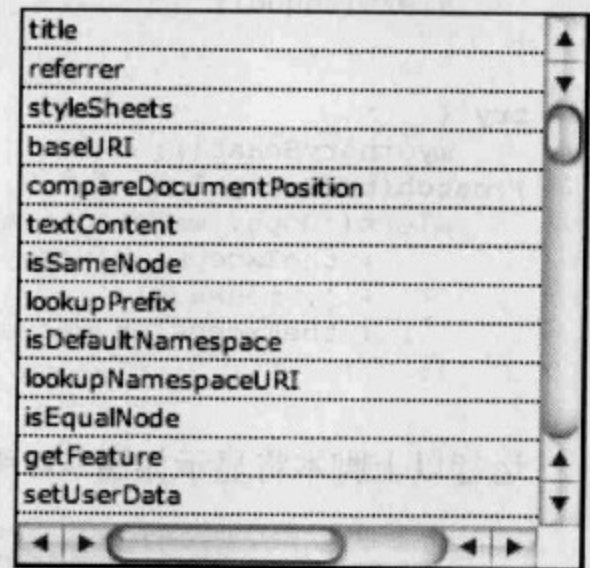 title
referrer
styleSheets
baseURI
compareDocumentPosition
textContent
isSameNode
lookupPrefix
isDefaultNamespace
lookupNamespaceURI
isEqualNode
getFeature
setUserData